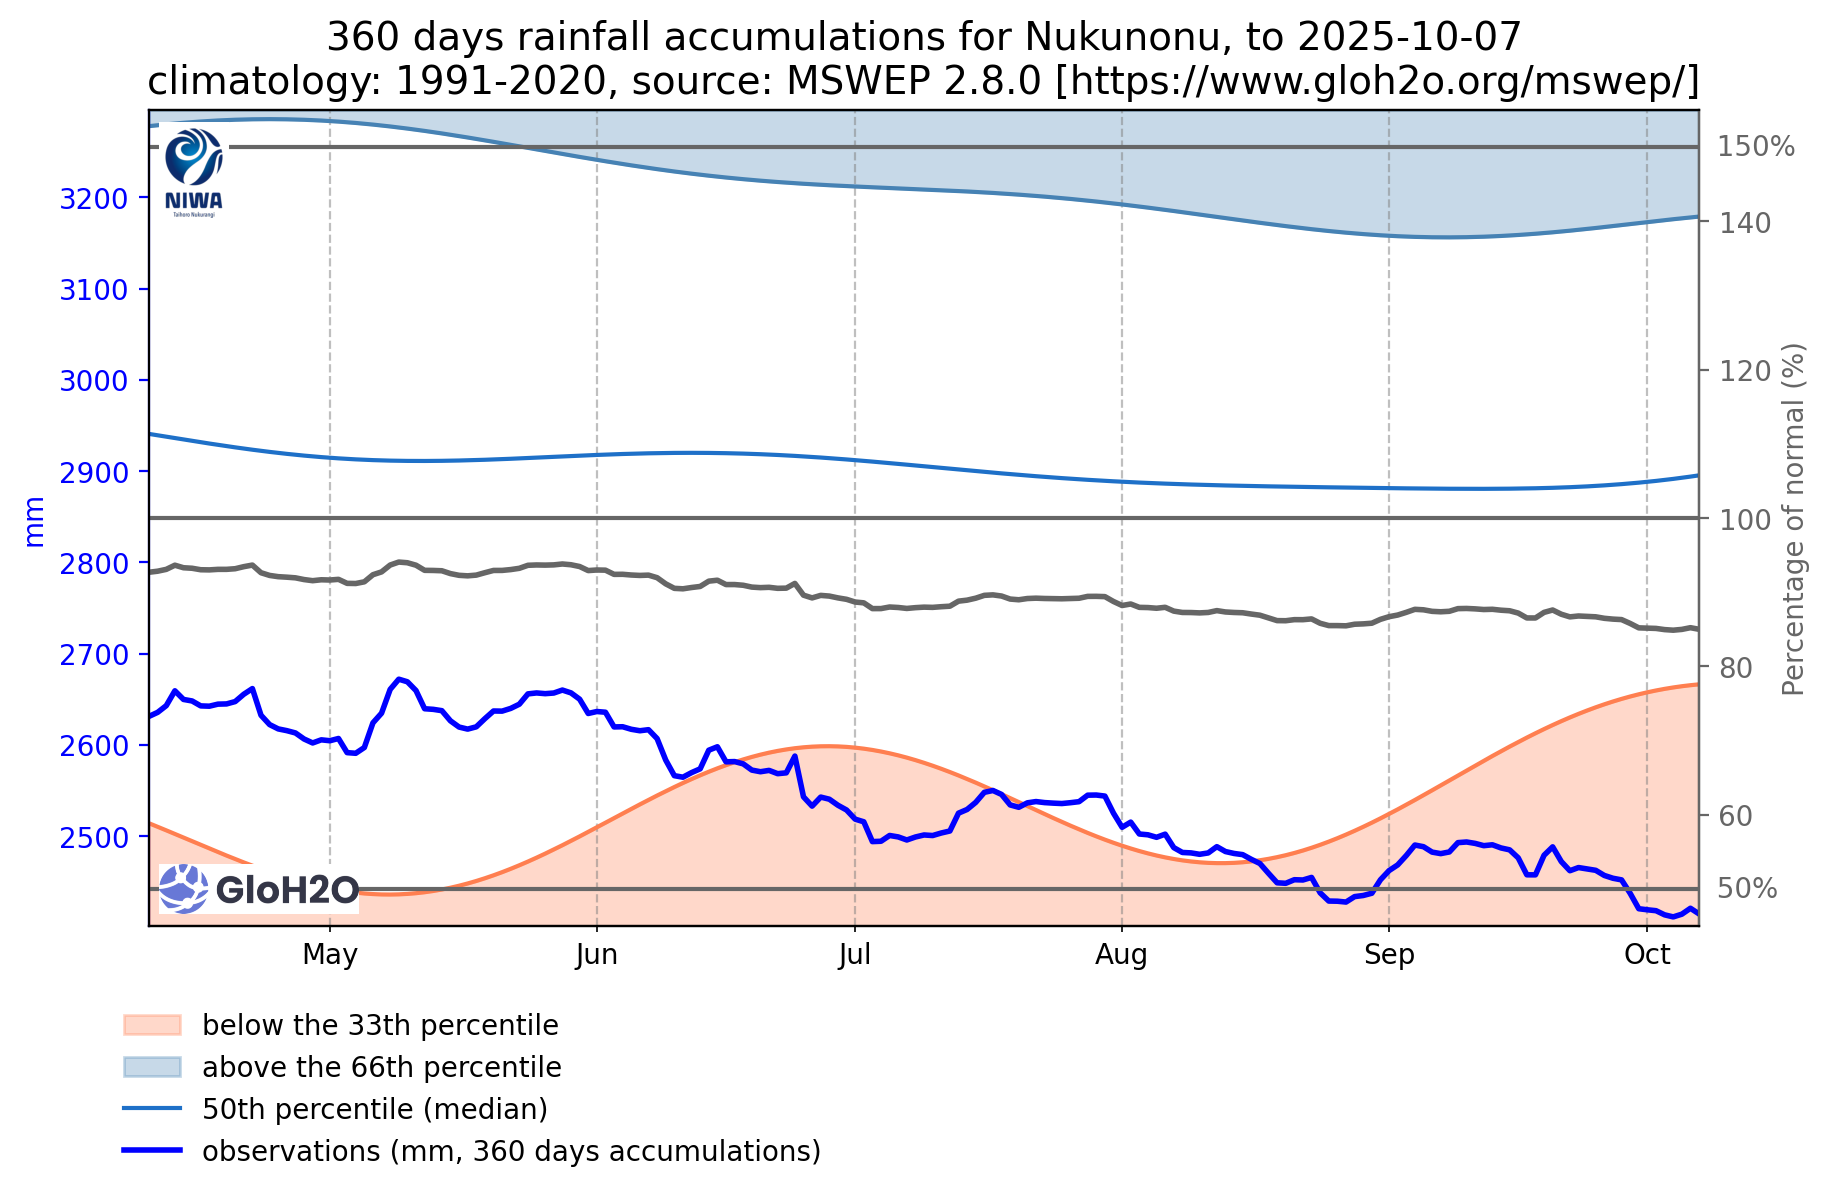 360 days rainfall accumulations for Nukunonu, to 2025-10-07
climatology: 1991-2020, source: MSWEP 2.8.0 [https://www.gloh2o.org/mswep/]
150%
NIWA
Taihoro Nukurangi
3200
140
3100
3000
120
2900
mm
100
Percentage of normal (%)
2800
2700
80
2600
2500
60
GloH2O
50%
May
Jun
Jul
Aug
Sep
Oct
below the 33th percentile
above the 66th percentile
50th percentile (median)
observations (mm, 360 days accumulations)